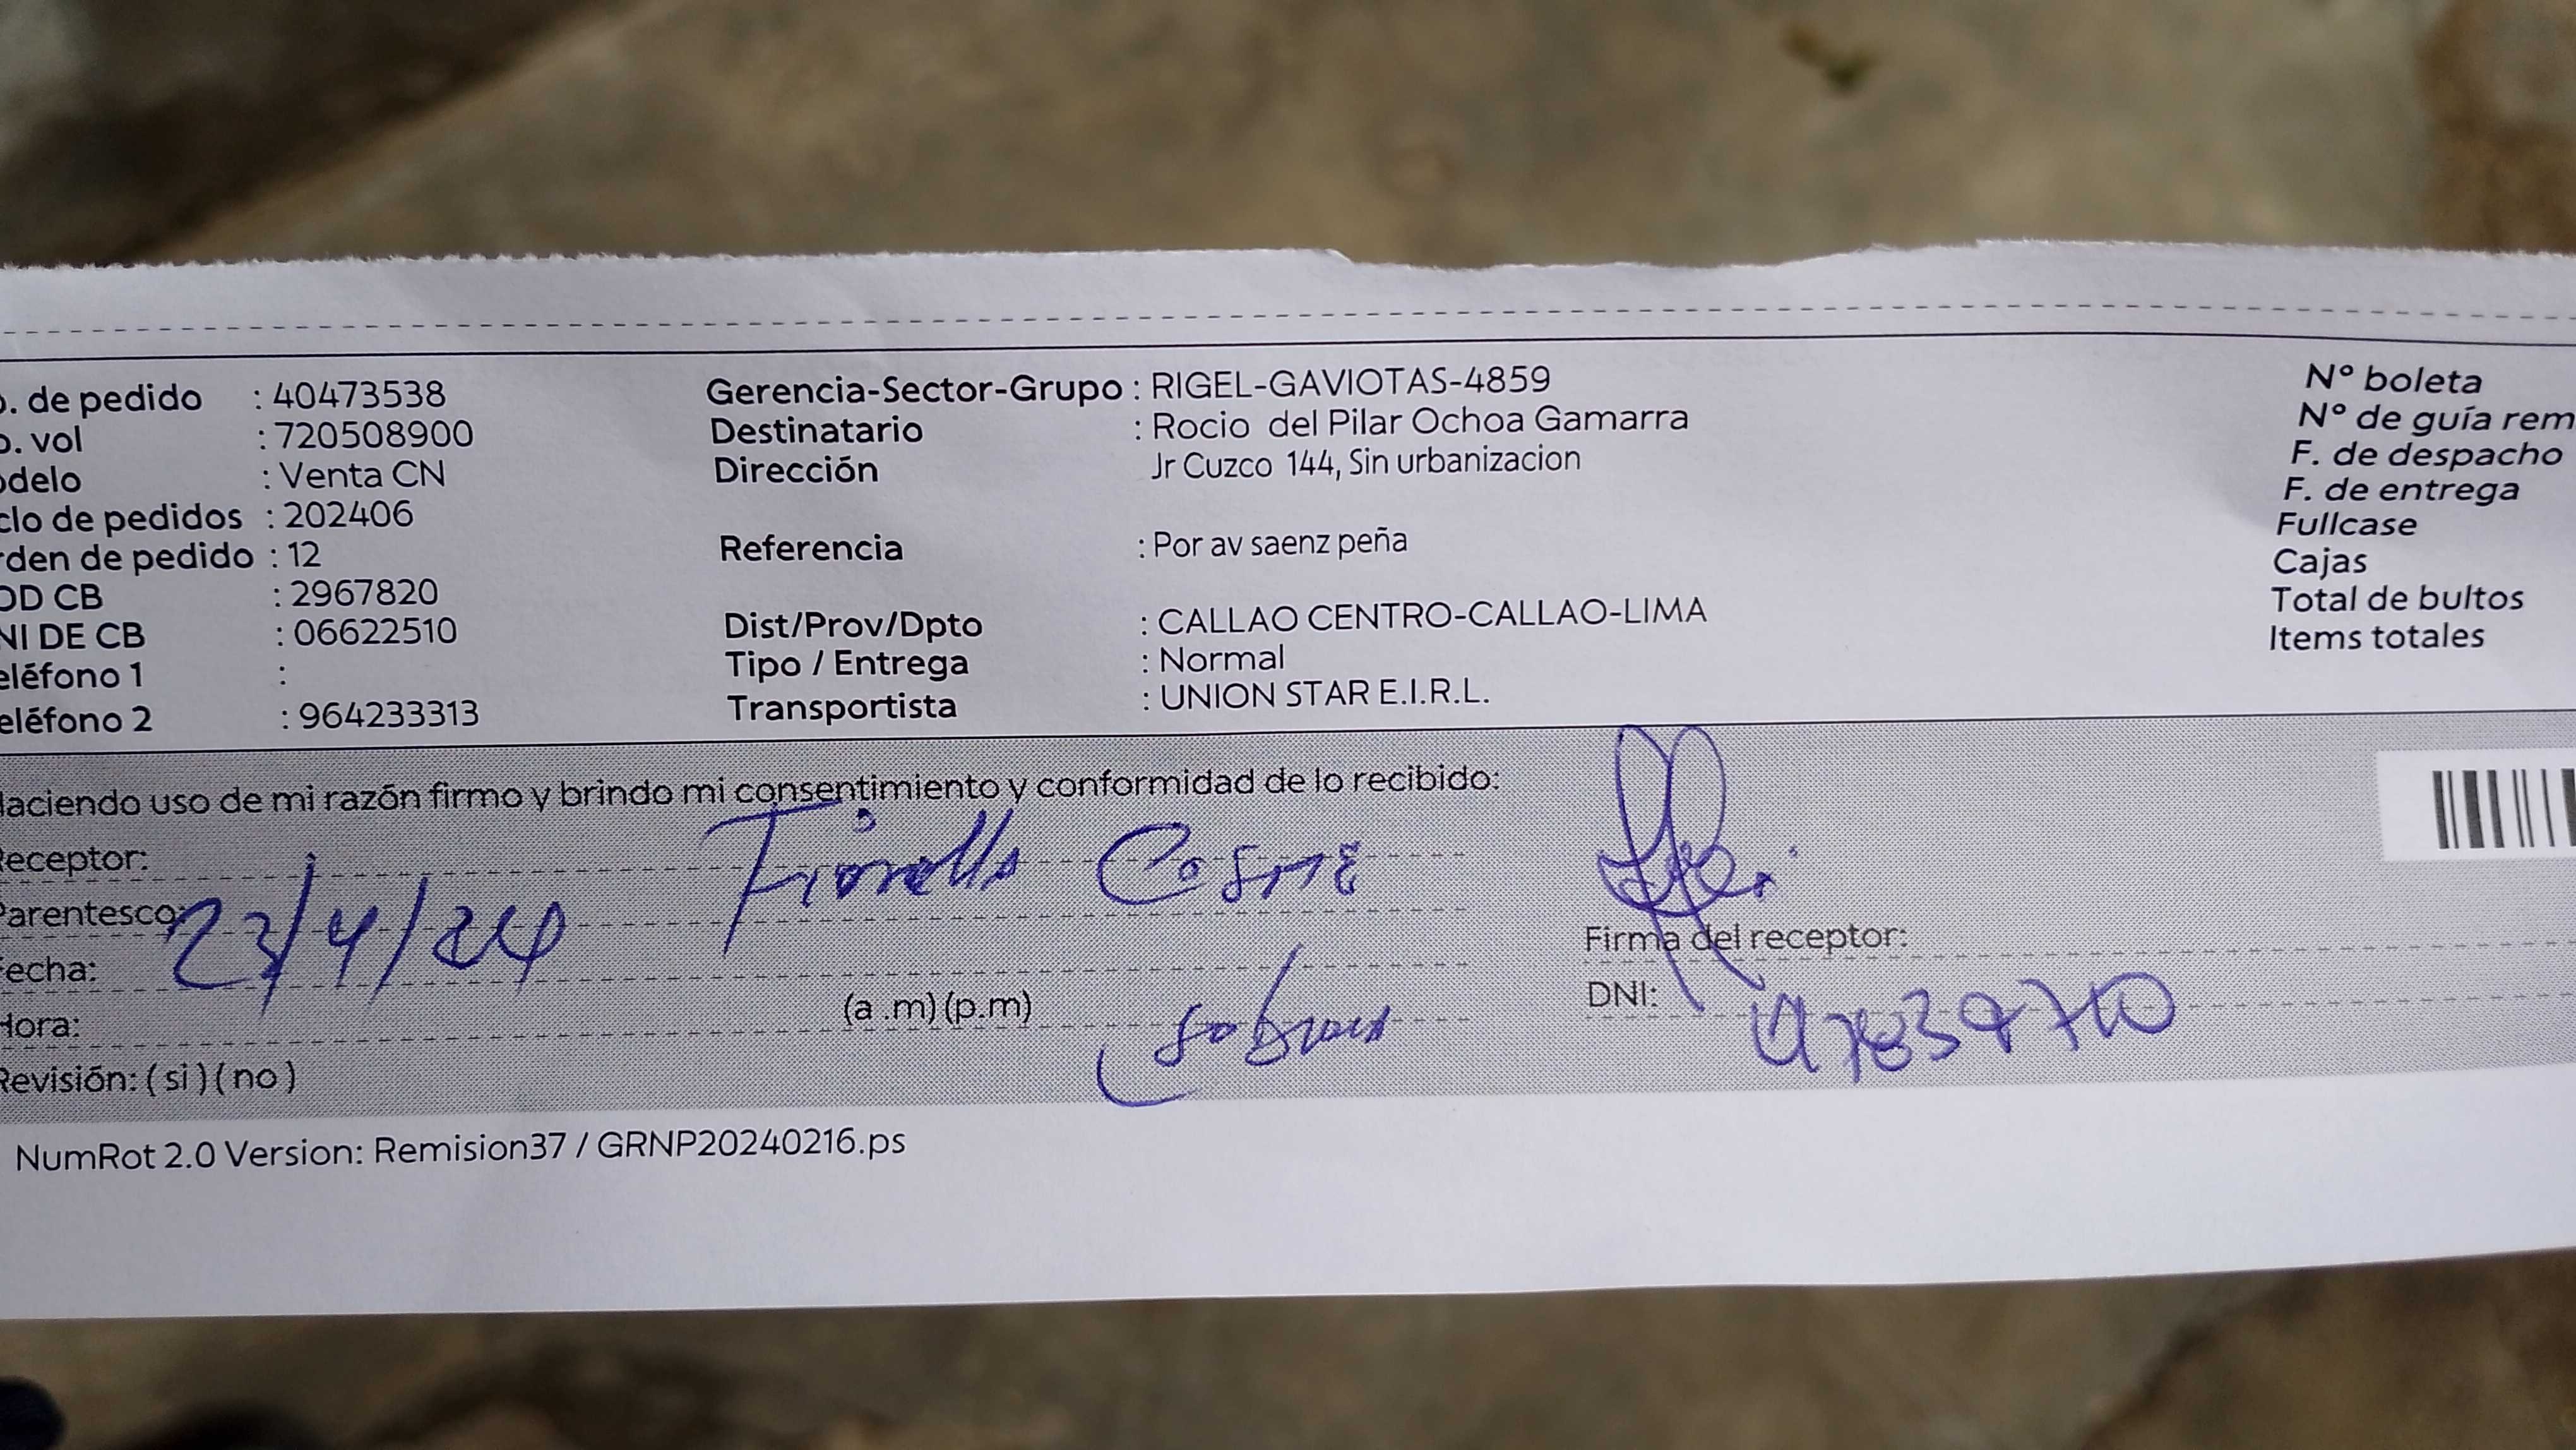 o. de pedido : 40473538
o. vol : 720508900
odelo : Venta CN
clo de pedidos : 202406
rden de pedido : 12
OD CB : 2967820
NI DE CB : 06622510
eléfono 1 :
eléfono 2 : 964233313
Gerencia-Sector-Grupo : RIGEL-GAVIOTAS-4859
Destinatario : Rocio del Pilar Ochoa Gamarra
Dirección Jr Cuzco 144, Sin urbanizacion
Referencia : Por av saenz peña
Dist/Prov/Dpto : CALLAO CENTRO-CALLAO-LIMA
Tipo / Entrega : Normal
Transportista : UNION STAR E.I.R.L.
N° boleta
N° de guía rem
F. de despacho
F. de entrega
Fullcase
Cajas
Total de bultos
Items totales
Haciendo uso de mi razón firmo y brindo mi consentimiento y conformidad de lo recibido:
Receptor: Fiorella Cosme
Parentesco:
Fecha: 23/4/24
Hora: (a .m) (p.m)
Revisión: ( si ) ( no )
Firma del receptor:
DNI:
NumRot 2.0 Version: Remision37 / GRNP20240216.ps